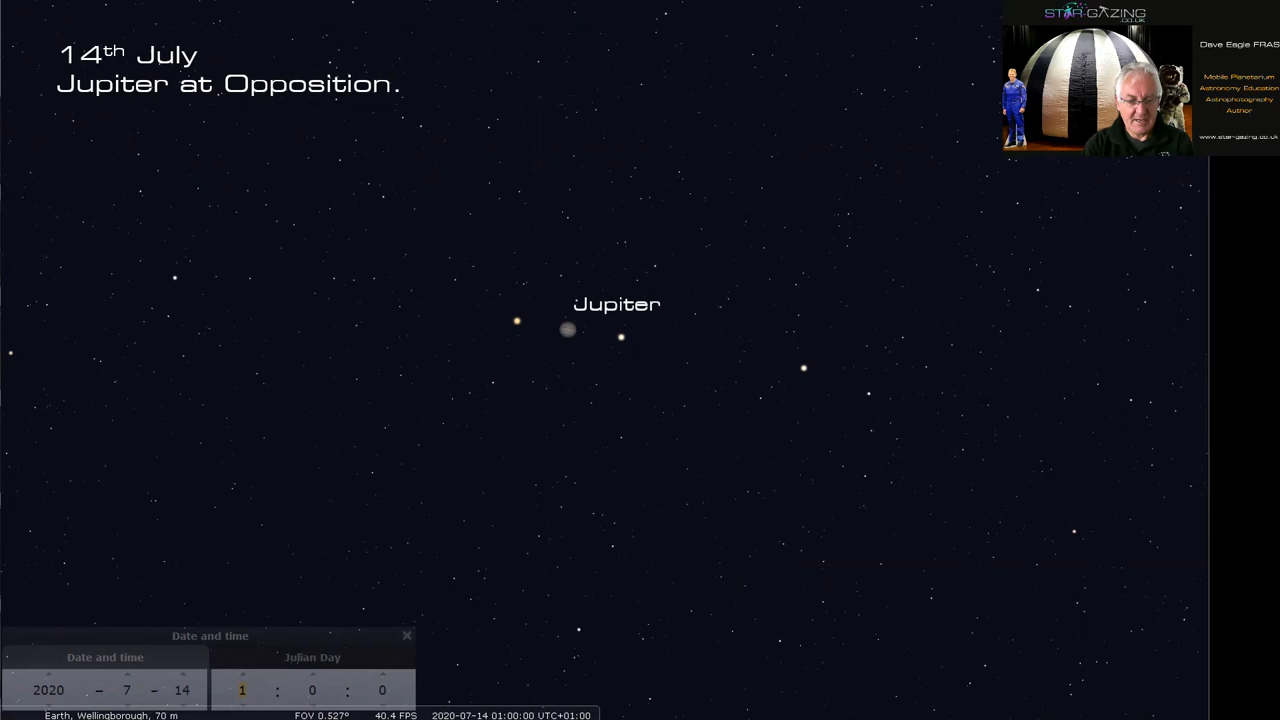 14th July
Jupiter at Opposition.
STAR-GAZING
.CO.UK
Dave Eagle FRAS
Mobile Planetarium
Astronomy Education
Astrophotography
Author
www.star-gazing.co.uk
Jupiter
Date and time
Date and time
Julian Day
2020 - 7 - 14 1 : 0 : 0
Earth, Wellingborough, 70 m FOV 0.527° 40.4 FPS 2020-07-14 01:00:00 UTC+01:00